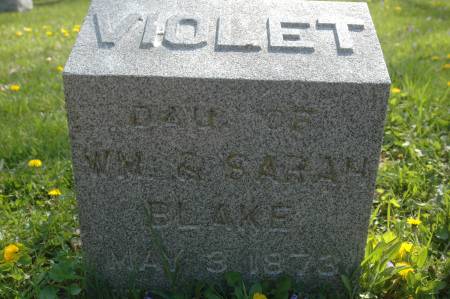 VIOLET
DAU. OF
WM. & SARAH
BLAKE
MAY 3, 1873